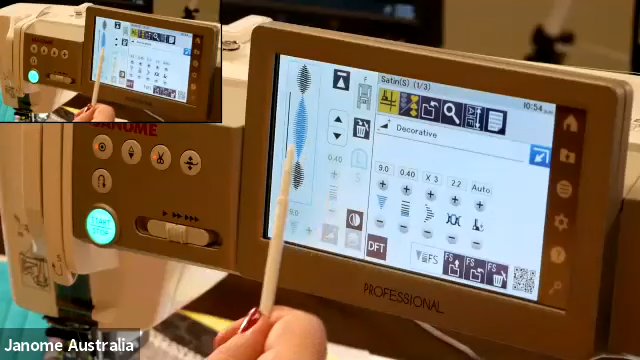 Satin(S) (1/3)
10:54
F
Decorative
0.40
L
S
9.0
9.0 0.40 X 3 2.2 Auto
DFT
FS
FS FS FS
JANOME
START
STOP
PROFESSIONAL
Janome Australia